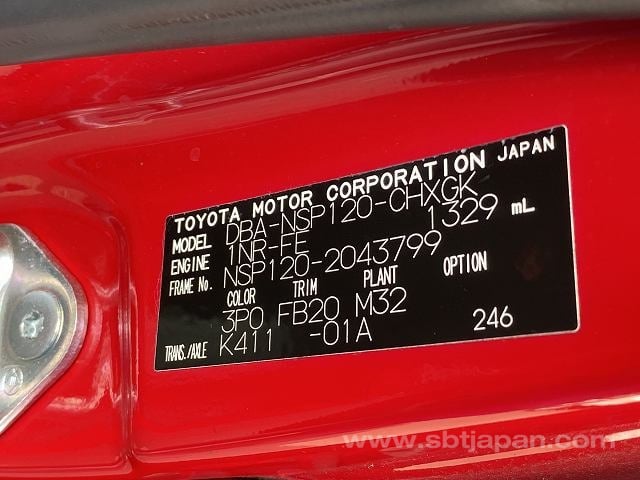 TOYOTA MOTOR CORPORATION JAPAN
MODEL DBA-NSP120-CHXGK
ENGINE 1NR-FE 1329 mL
FRAME No. NSP120-2043799
COLOR TRIM PLANT OPTION
3P0 FB20 M32
TRANS./AXLE K411 -01A 246
www.sbtjapan.com